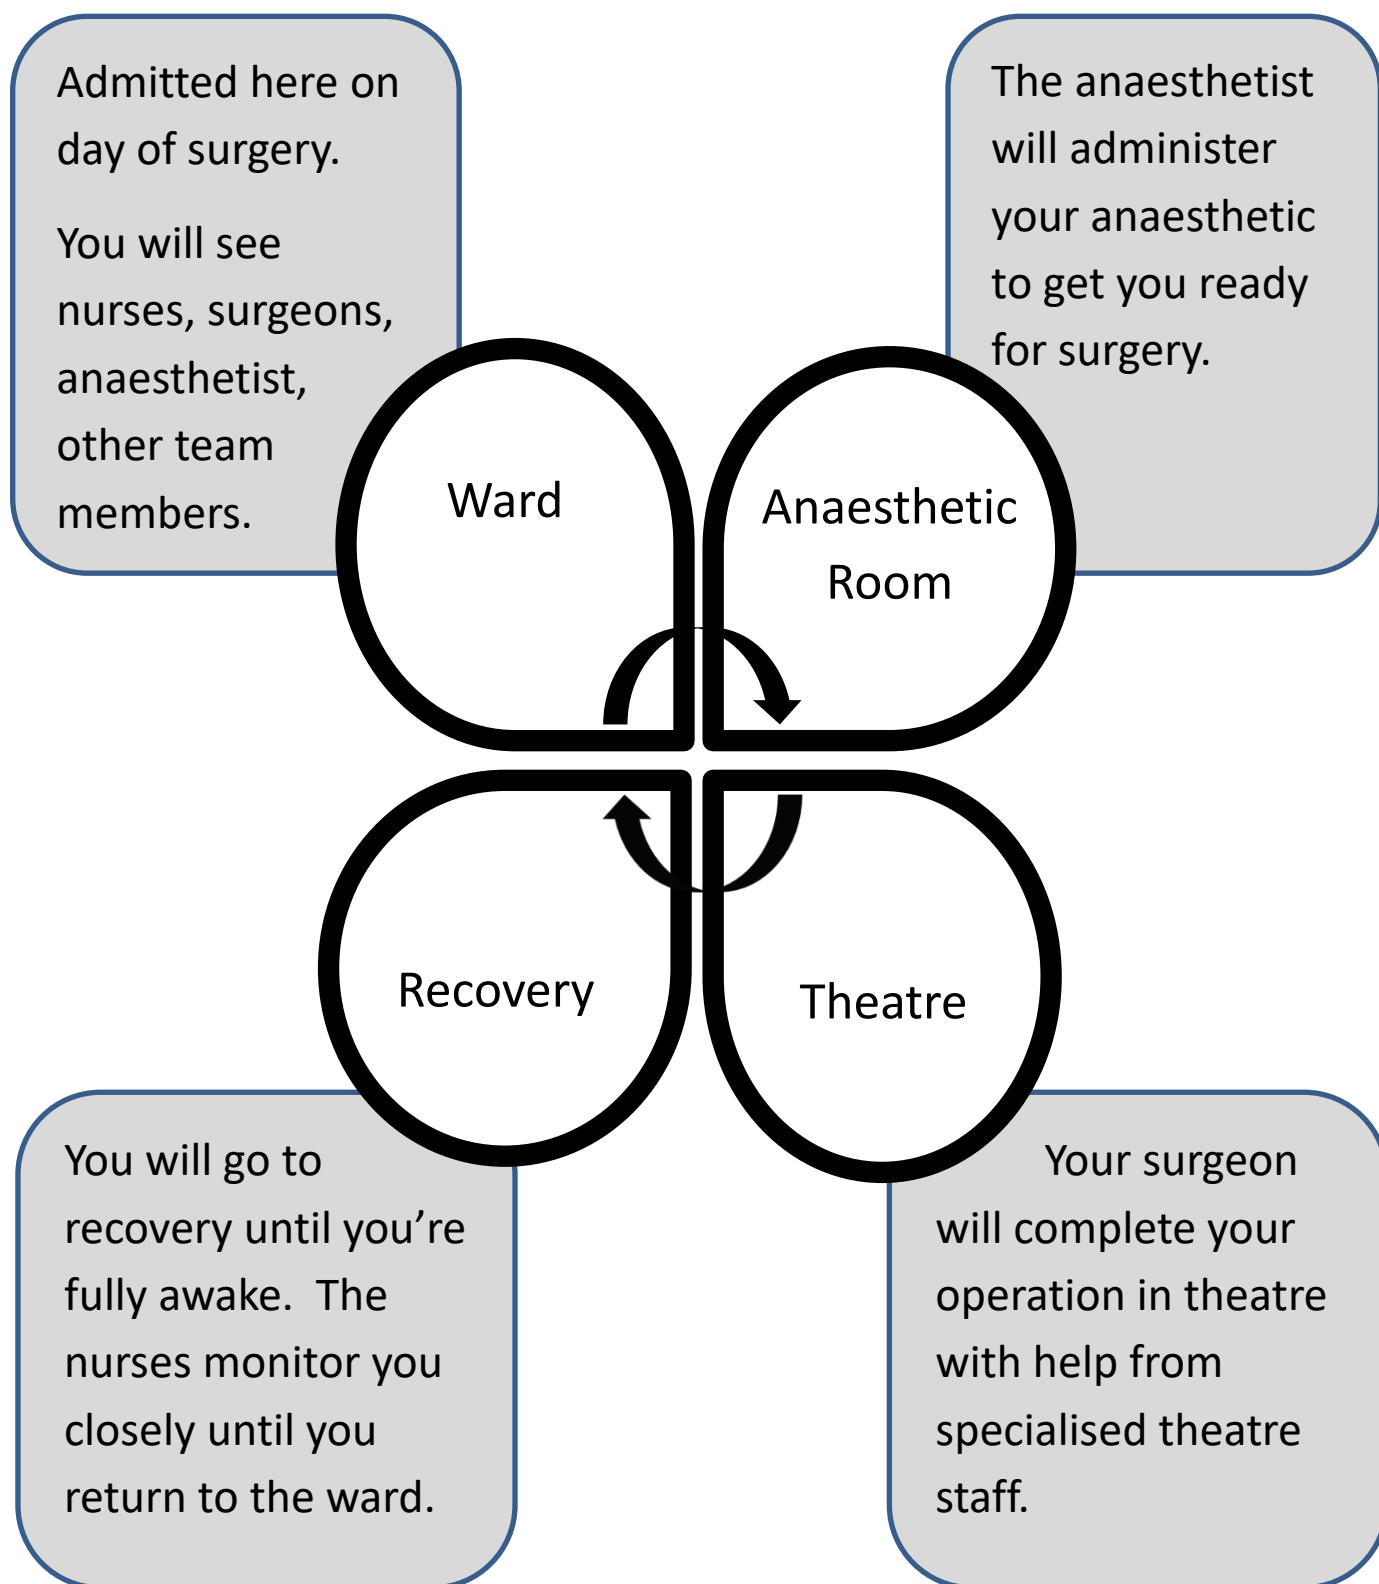 Admitted here on
day of surgery.
You will see
nurses, surgeons,
anaesthetist,
other team
members.
The anaesthetist
will administer
your anaesthetic
to get you ready
for surgery.
Ward
Anaesthetic
Room
Recovery
Theatre
You will go to
recovery until you’re
fully awake.  The
nurses monitor you
closely until you
return to the ward.
Your surgeon
will complete your
operation in theatre
with help from
specialised theatre
staff.